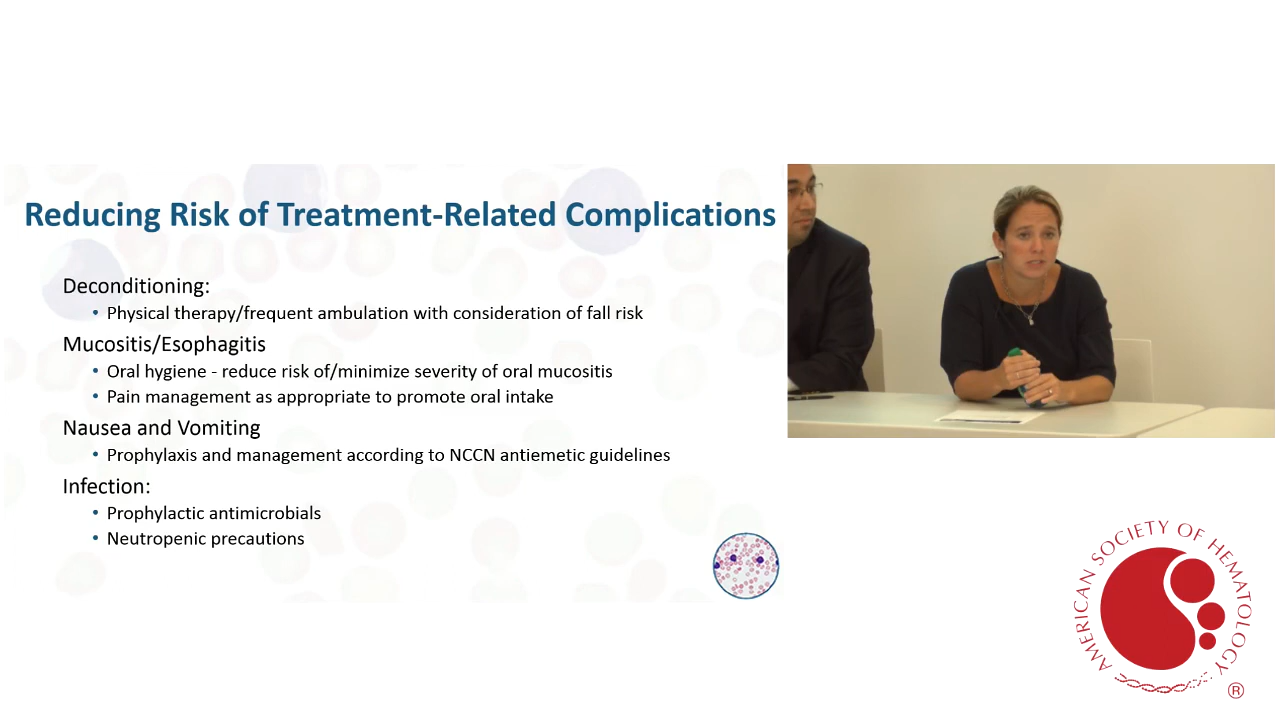 Reducing Risk of Treatment-Related Complications
Deconditioning:
• Physical therapy/frequent ambulation with consideration of fall risk
Mucositis/Esophagitis
• Oral hygiene - reduce risk of/minimize severity of oral mucositis
• Pain management as appropriate to promote oral intake
Nausea and Vomiting
• Prophylaxis and management according to NCCN antiemetic guidelines
Infection:
• Prophylactic antimicrobials
• Neutropenic precautions
AMERICAN SOCIETY OF HEMATOLOGY
®